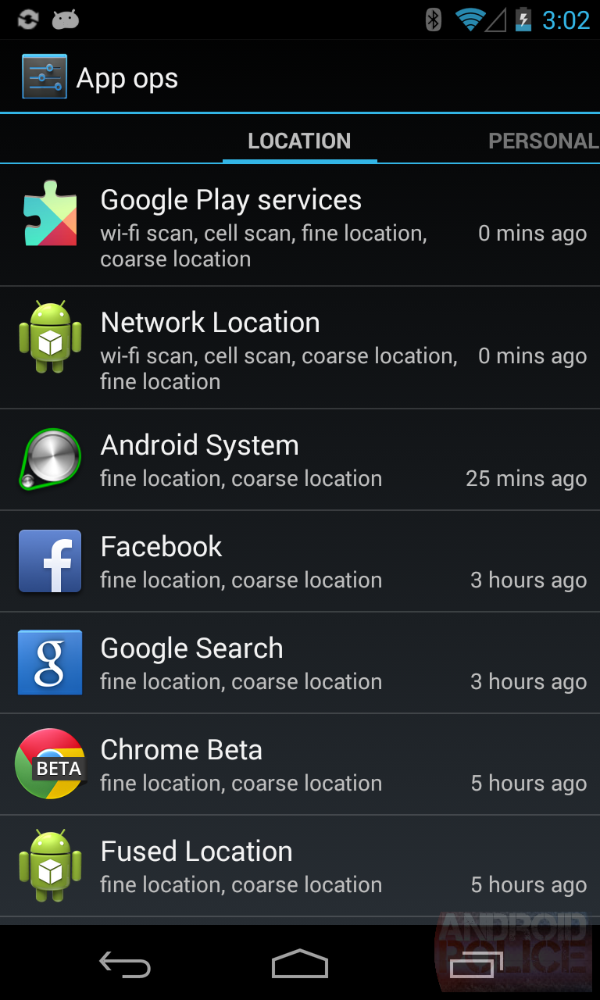 3:02
App ops
LOCATION
PERSONAL
Google Play services
wi-fi scan, cell scan, fine location,
coarse location
0 mins ago
Network Location
wi-fi scan, cell scan, coarse location,
fine location
0 mins ago
Android System
fine location, coarse location
25 mins ago
f
Facebook
fine location, coarse location
3 hours ago
g
Google Search
fine location, coarse location
3 hours ago
BETA
Chrome Beta
fine location, coarse location
5 hours ago
Fused Location
fine location, coarse location
5 hours ago
ANDROID
POLICE